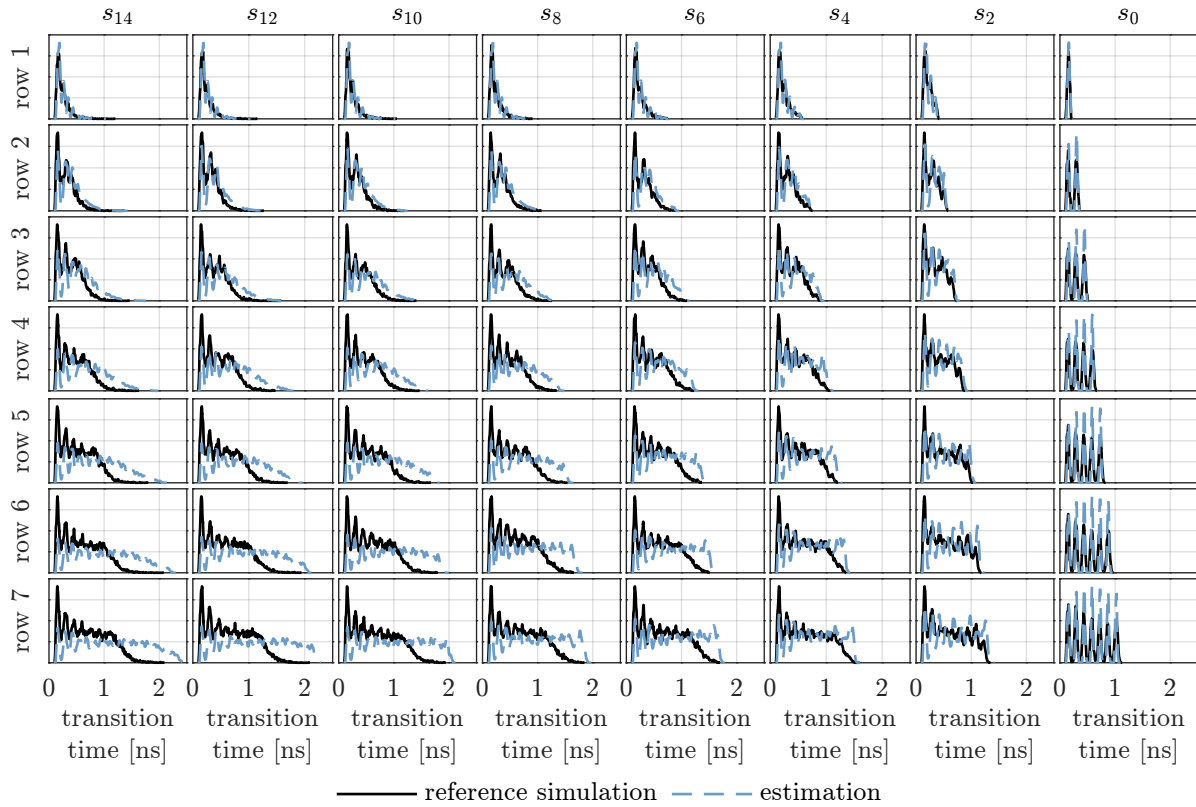 s14 s12 s10 s8 s6 s4 s2 s0
row 1
row 2
row 3
row 4
row 5
row 6
row 7
0 1 2 0 1 2 0 1 2 0 1 2 0 1 2 0 1 2 0 1 2 0 1 2
transition transition transition transition transition transition transition transition
time [ns] time [ns] time [ns] time [ns] time [ns] time [ns] time [ns] time [ns]
reference simulation estimation